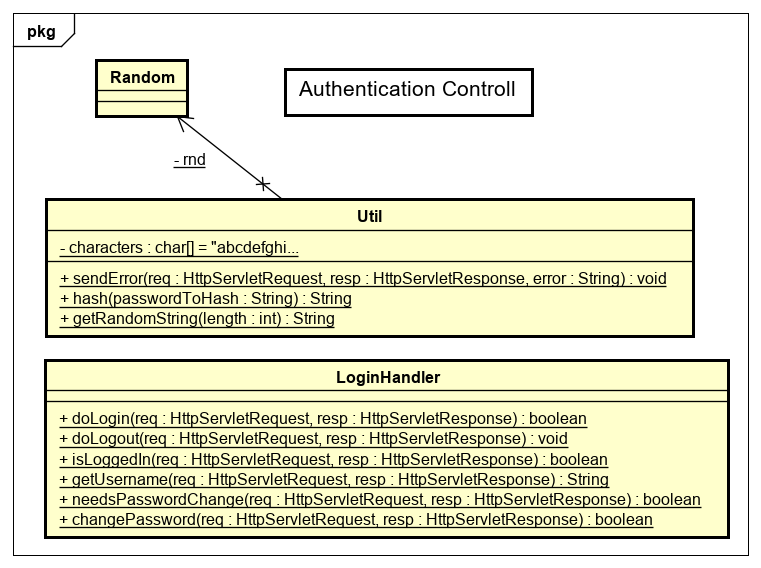 pkg
Random
Authentication Controll
- rnd
Util
- characters : char[] = "abcdefghi...
+ sendError(req : HttpServletRequest, resp : HttpServletResponse, error : String) : void
+ hash(passwordToHash : String) : String
+ getRandomString(length : int) : String
LoginHandler
+ doLogin(req : HttpServletRequest, resp : HttpServletResponse) : boolean
+ doLogout(req : HttpServletRequest, resp : HttpServletResponse) : void
+ isLoggedIn(req : HttpServletRequest, resp : HttpServletResponse) : boolean
+ getUsername(req : HttpServletRequest, resp : HttpServletResponse) : String
+ needsPasswordChange(req : HttpServletRequest, resp : HttpServletResponse) : boolean
+ changePassword(req : HttpServletRequest, resp : HttpServletResponse) : boolean